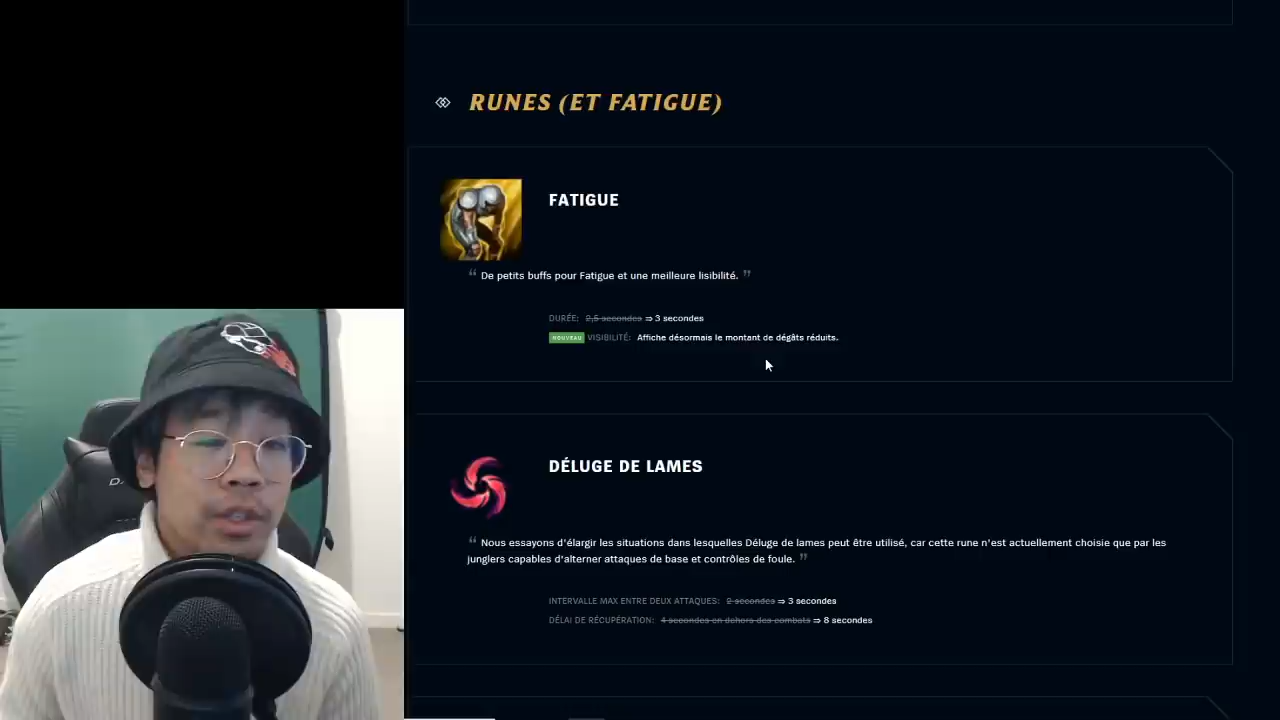 RUNES (ET FATIGUE)
FATIGUE
“ De petits buffs pour Fatigue et une meilleure lisibilité. ”
DURÉE: 2,5 secondes ⇒ 3 secondes
NOUVEAU VISIBILITÉ: Affiche désormais le montant de dégâts réduits.
DÉLUGE DE LAMES
“ Nous essayons d'élargir les situations dans lesquelles Déluge de lames peut être utilisé, car cette rune n'est actuellement choisie que par les
junglers capables d'alterner attaques de base et contrôles de foule. ”
INTERVALLE MAX ENTRE DEUX ATTAQUES: 2 secondes ⇒ 3 secondes
DÉLAI DE RÉCUPÉRATION: 4 secondes en dehors des combats ⇒ 8 secondes